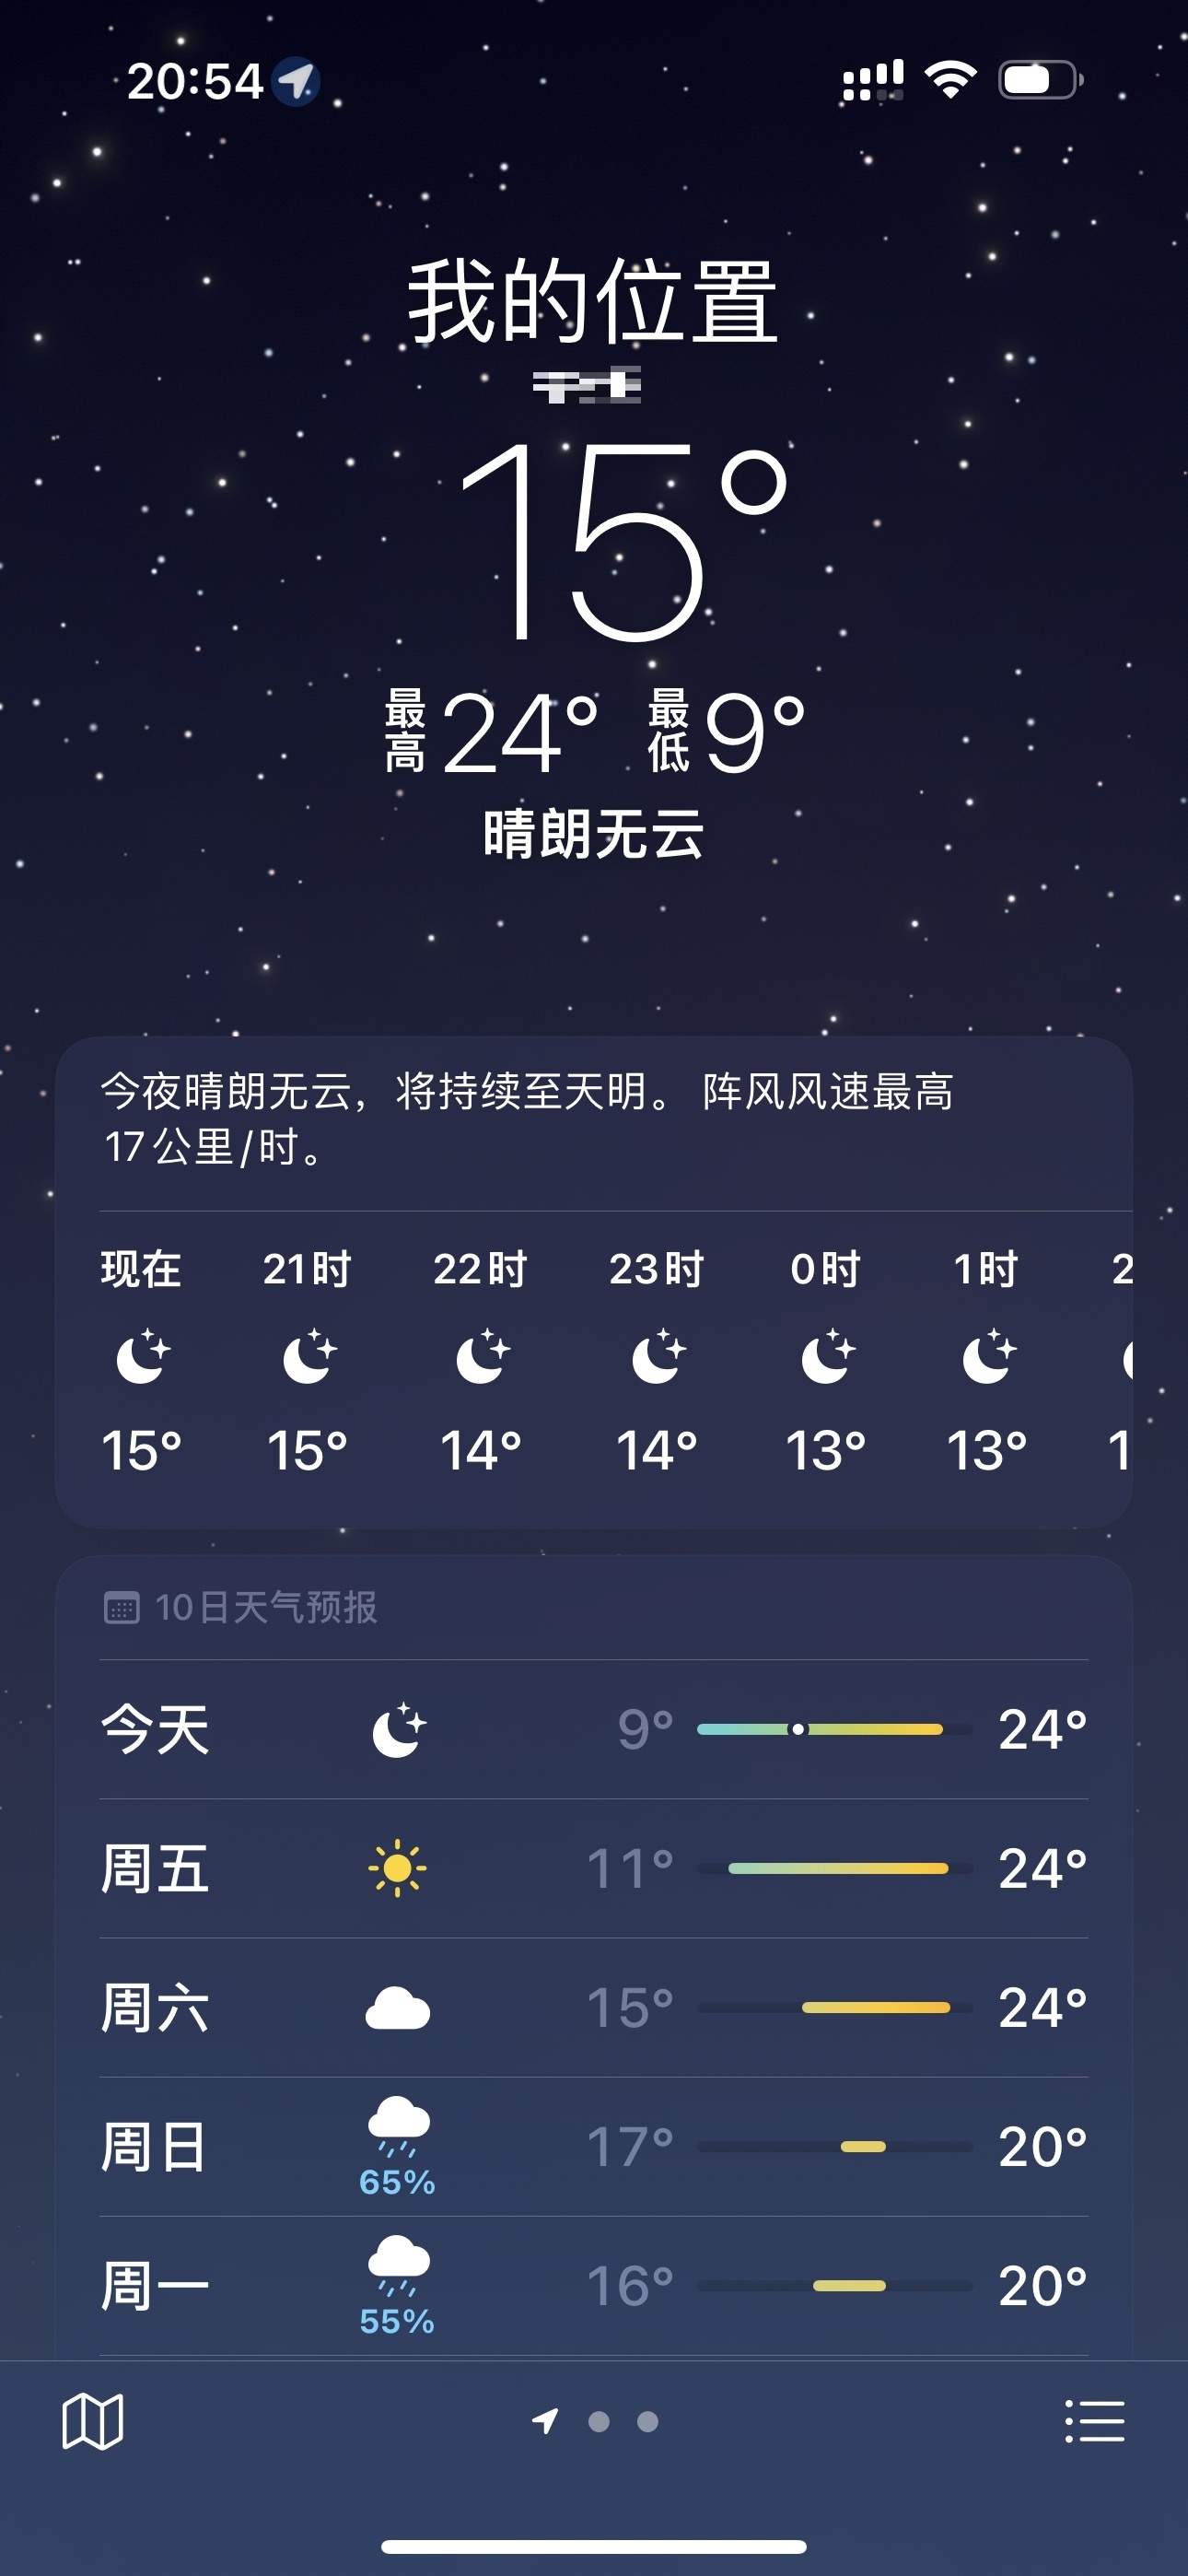 20:54
我的位置
15°
最高 24° 最低 9°
晴朗无云
今夜晴朗无云，将持续至天明。 阵风风速最高
17公里/时。
现在 21时 22时 23时 0时 1时
15° 15° 14° 14° 13° 13°
10日天气预报
今天 9° 24°
周五 11° 24°
周六 15° 24°
周日 65% 17° 20°
周一 55% 16° 20°